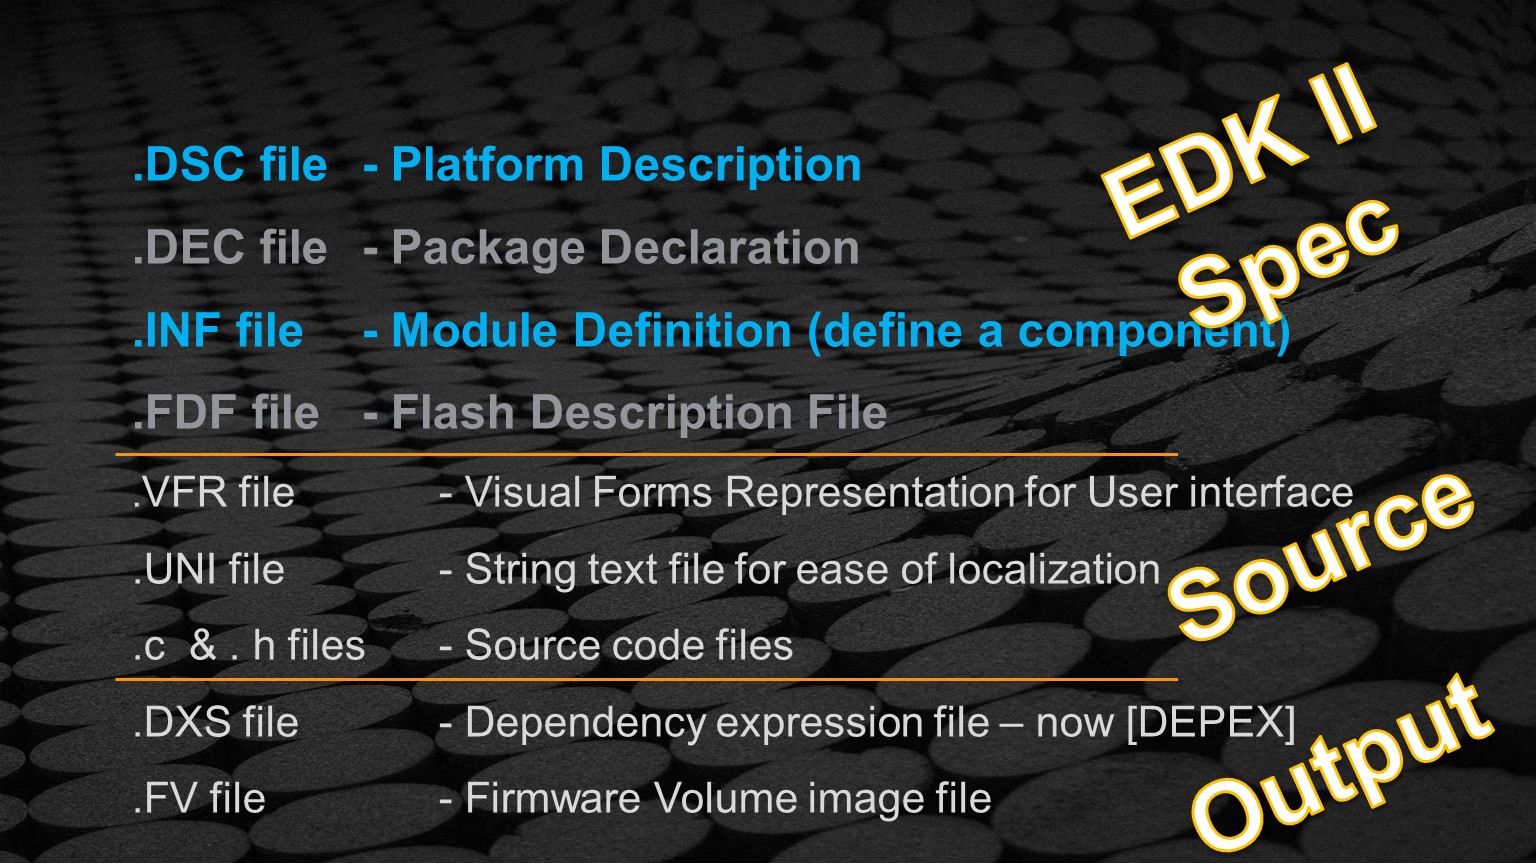 .DSC file - Platform Description
.DEC file - Package Declaration
.INF file - Module Definition (define a component)
.FDF file - Flash Description File
EDK II
Spec
.VFR file - Visual Forms Representation for User interface
.UNI file - String text file for ease of localization
.c & . h files - Source code files
Source
.DXS file - Dependency expression file – now [DEPEX]
.FV file - Firmware Volume image file
Output